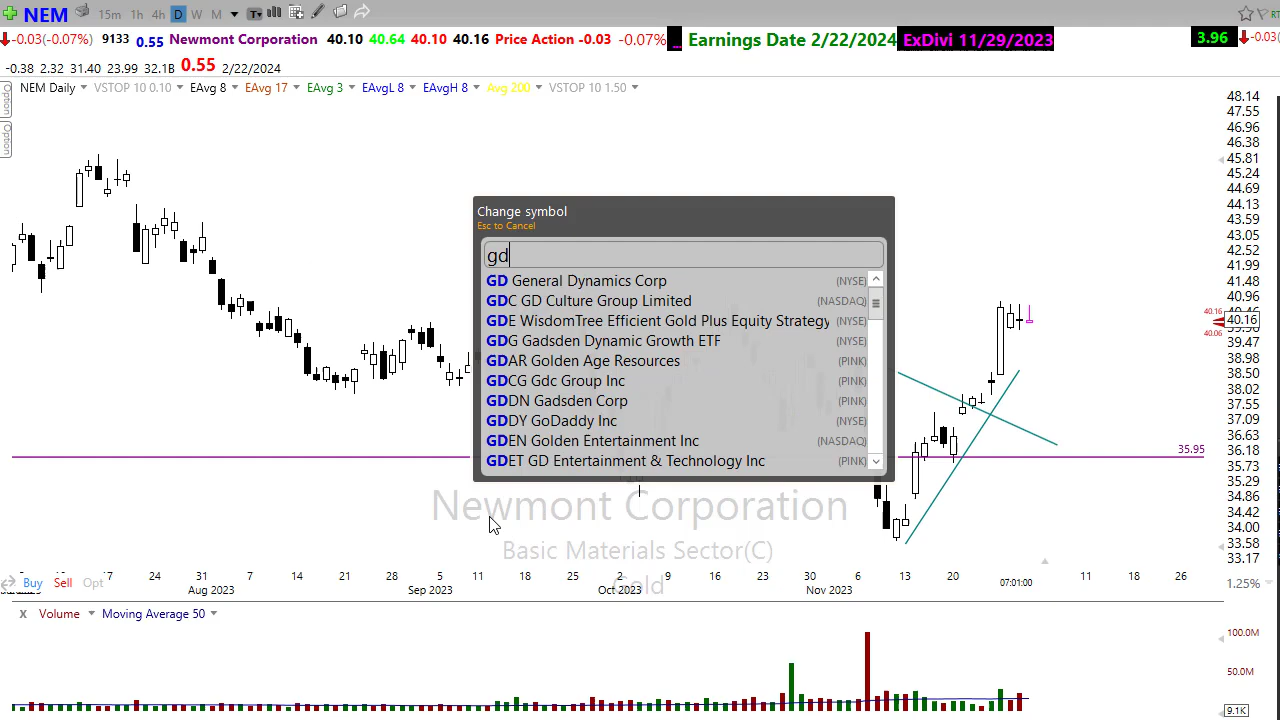 NEM 15m 1h 4h D W M
-0.03(-0.07%) 9133 0.55 Newmont Corporation 40.10 40.64 40.10 40.16 Price Action -0.03 -0.07% ... Earnings Date 2/22/2024 ExDivi 11/29/2023 3.96 -0.03(
-0.38 2.32 31.40 23.99 32.1B 0.55 2/22/2024
NEM Daily VSTOP 10 0.10 EAvg 8 EAvg 17 EAvg 3 EAvgL 8 EAvgH 8 Avg 200 VSTOP 10 1.50
Option
Option
48.14
47.55
46.96
46.38
45.81
45.24
44.69
44.13
43.59
43.05
42.52
41.99
41.48
40.96
40.16
40.16
40.06
39.47
38.98
38.50
38.02
37.55
37.09
36.63
36.18
35.73
35.29
34.86
34.42
34.00
33.58
33.17
Change symbol
Esc to Cancel
gd
GD General Dynamics Corp (NYSE)
GDC GD Culture Group Limited (NASDAQ)
GDE WisdomTree Efficient Gold Plus Equity Strategy (NYSE)
GDG Gadsden Dynamic Growth ETF (NYSE)
GDAR Golden Age Resources (PINK)
GDCG Gdc Group Inc (PINK)
GDDN Gadsden Corp (PINK)
GDDY GoDaddy Inc (NYSE)
GDEN Golden Entertainment Inc (NASDAQ)
GDET GD Entertainment & Technology Inc (PINK)
35.95
Newmont Corporation
Basic Materials Sector(C)
Gold
Buy Sell Opt
17 24 31 7 14 21 28 5 11 18 25 2 9 16 23 30 6 13 20 07:01:00 11 18 26
Aug 2023 Sep 2023 Oct 2023 Nov 2023
1.25%
X Volume Moving Average 50
100.0M
50.0M
9.1K